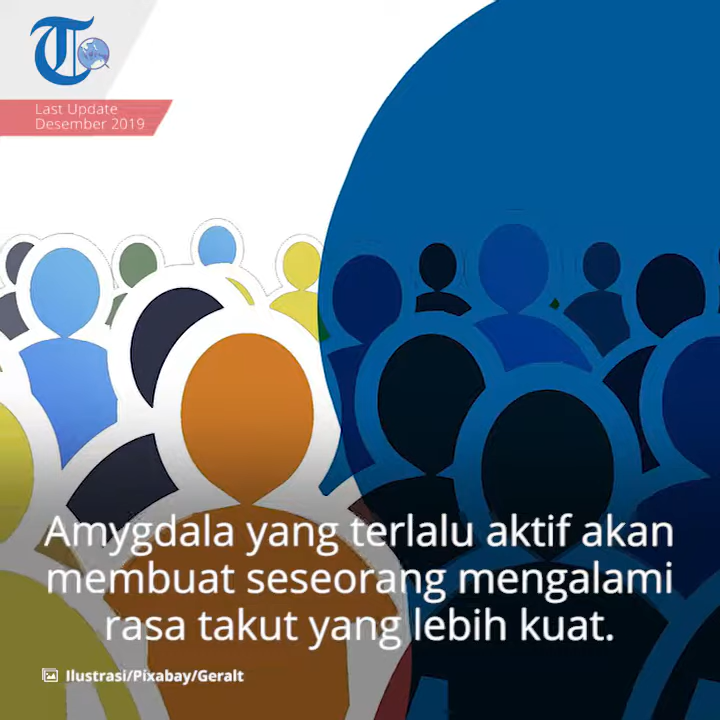 T
Last Update
Desember 2019
Amygdala yang terlalu aktif akan
membuat seseorang mengalami
rasa takut yang lebih kuat.
Ilustrasi/Pixabay/Geralt